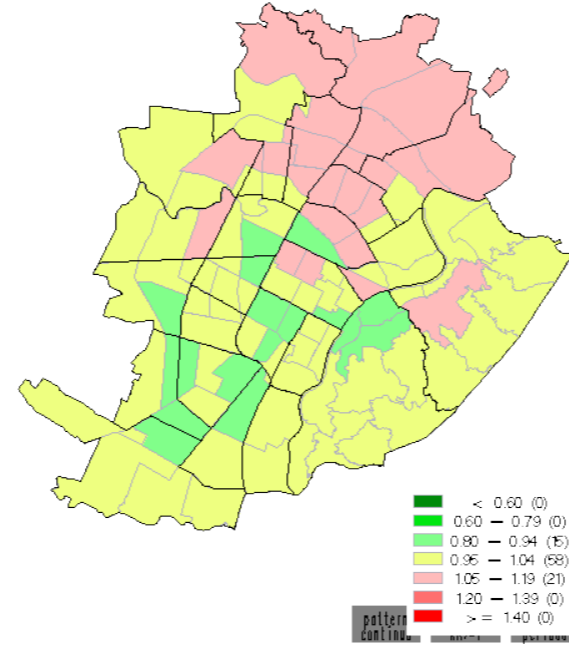 < 0.60 (0)
0.60 – 0.79 (0)
0.80 – 0.94 (15)
0.95 – 1.04 (58)
1.05 – 1.19 (21)
1.20 – 1.39 (0)
>= 1.40 (0)
pattern
continuo